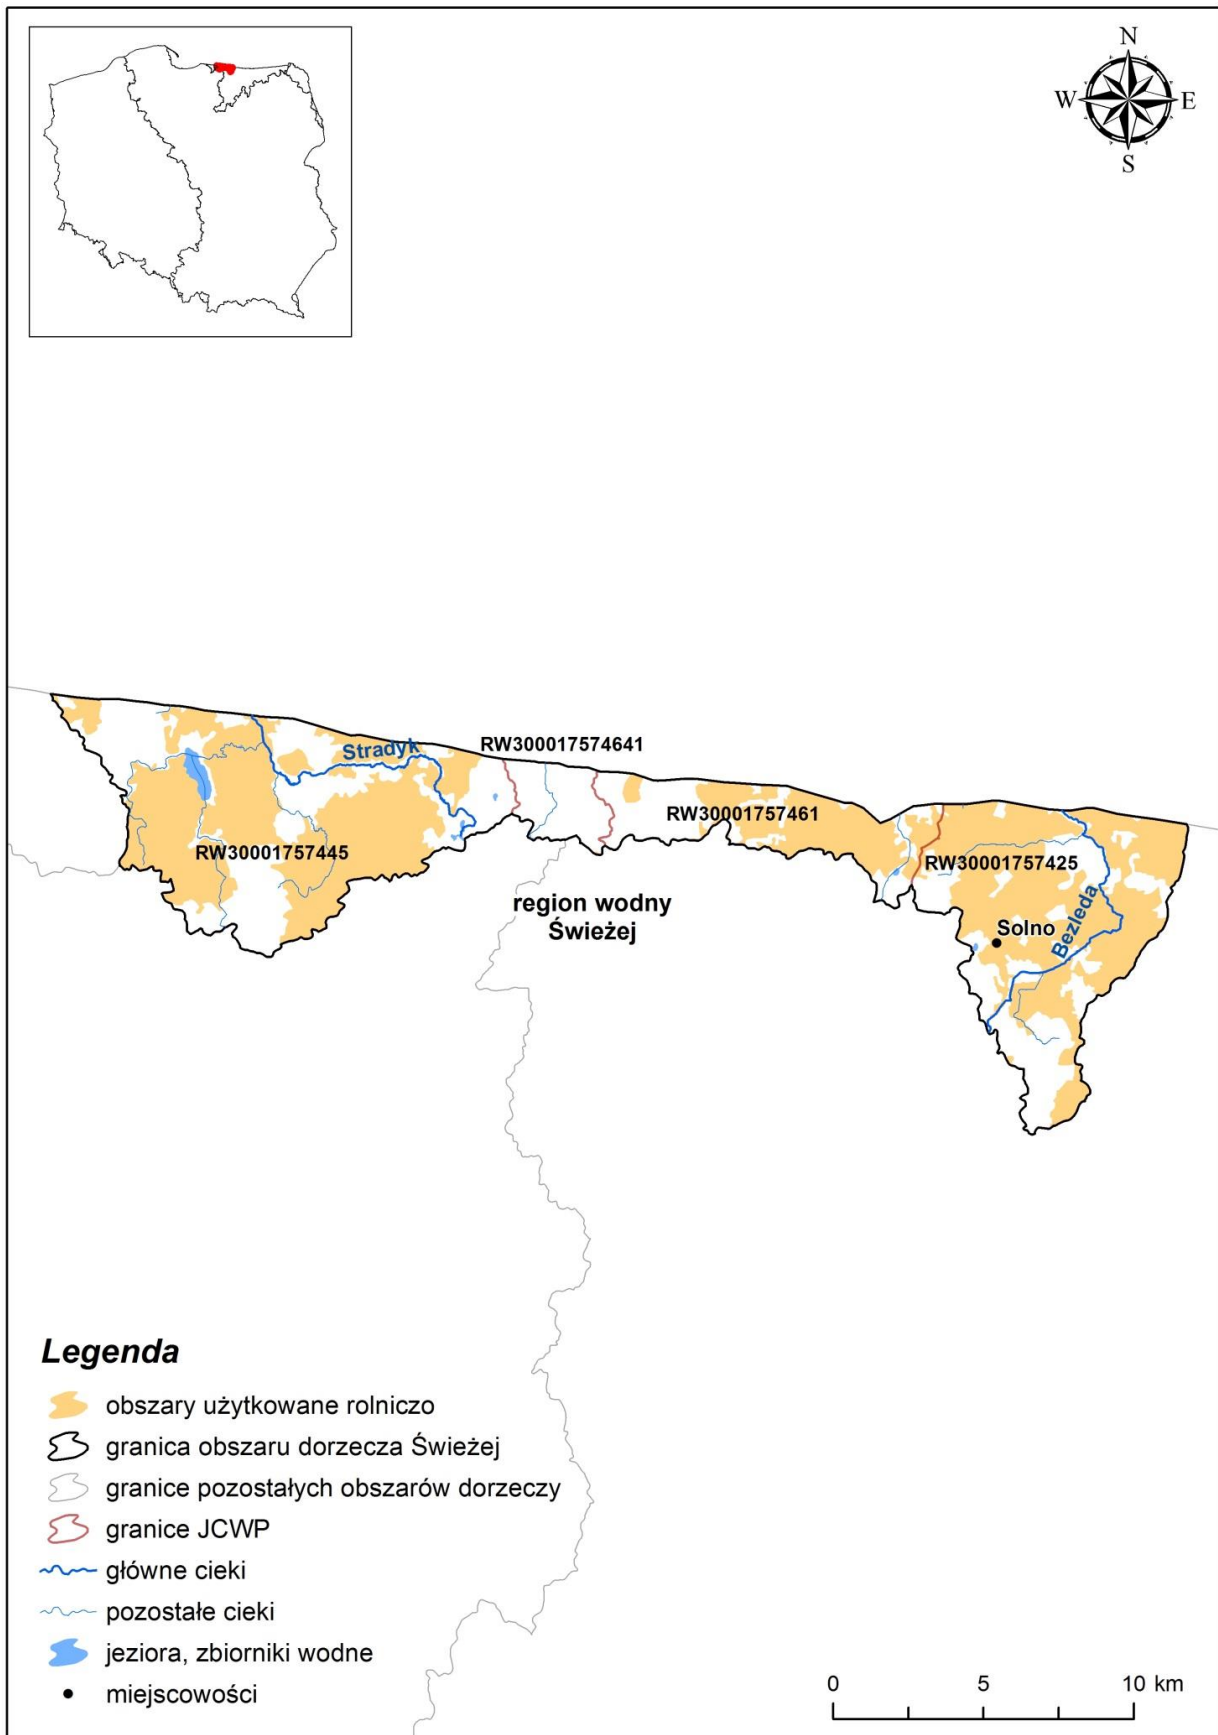 N
W
E
S
Stradyk
RW300017574641
RW30001757461
RW30001757445
RW30001757425
region wodny
Świeżej
Solno
Bezleda
Legenda
obszary użytkowane rolniczo
granica obszaru dorzecza Świeżej
granice pozostałych obszarów dorzeczy
granice JCWP
główne cieki
pozostałe cieki
jeziora, zbiorniki wodne
miejscowości
0 5 10 km